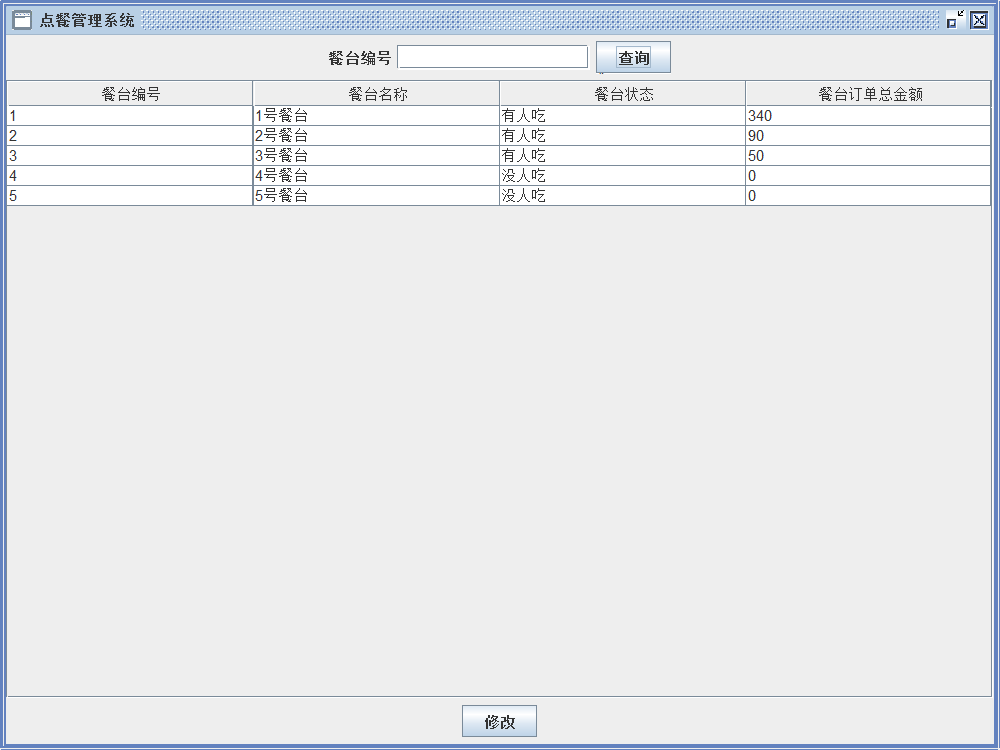 点餐管理系统
餐台编号 查询
餐台编号 餐台名称 餐台状态 餐台订单总金额
1 1号餐台 有人吃 340
2 2号餐台 有人吃 90
3 3号餐台 有人吃 50
4 4号餐台 没人吃 0
5 5号餐台 没人吃 0
修改